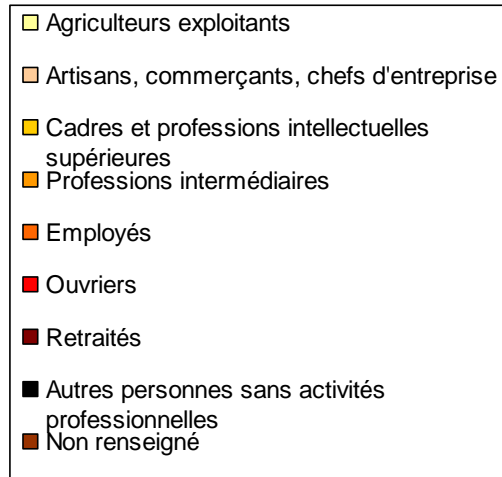 Agriculteurs exploitants
Artisans, commerçants, chefs d'entreprise
Cadres et professions intellectuelles
supérieures
Professions intermédiaires
Employés
Ouvriers
Retraités
Autres personnes sans activités
professionnelles
Non renseigné